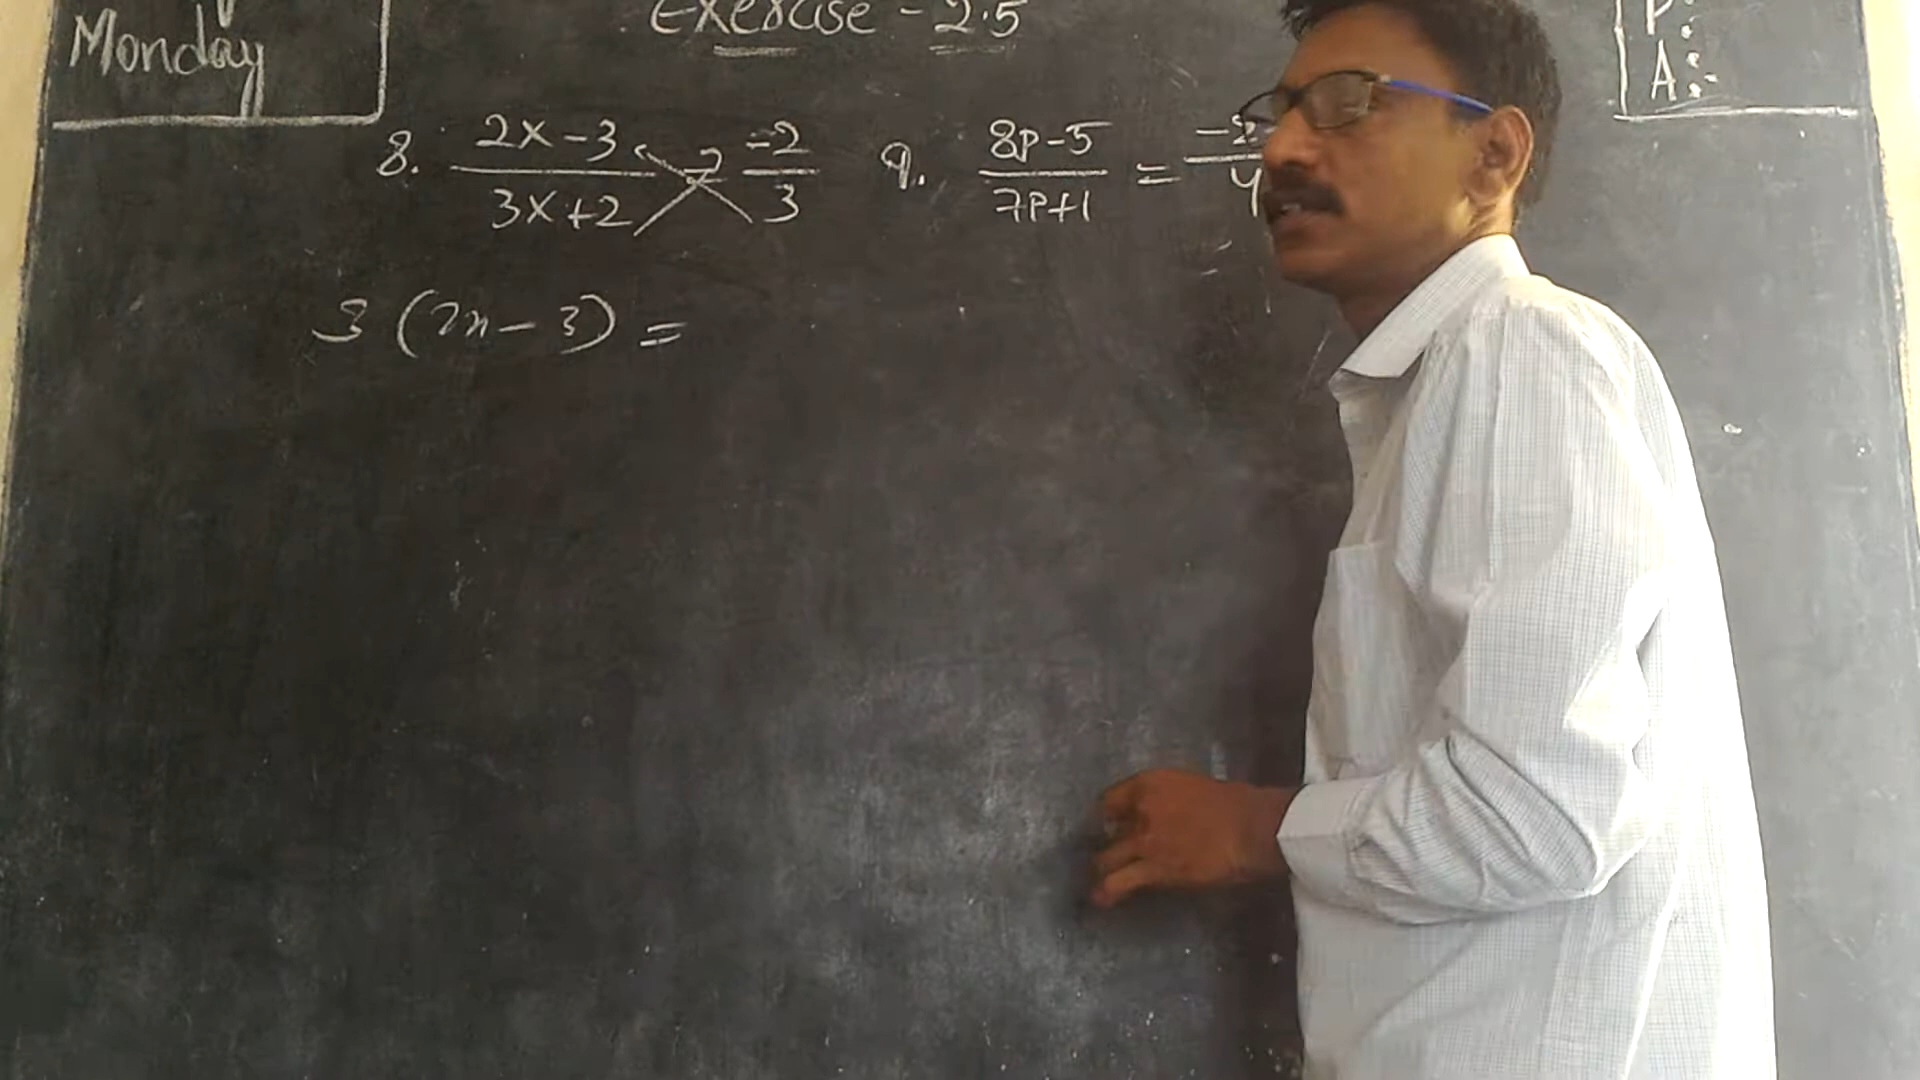 Exercise - 2.5
Monday
P:
A:
8. 2x-3/3x+2 = -2/3
9. 8P-5/7P+1 = -2/4
3 (2x - 3) =